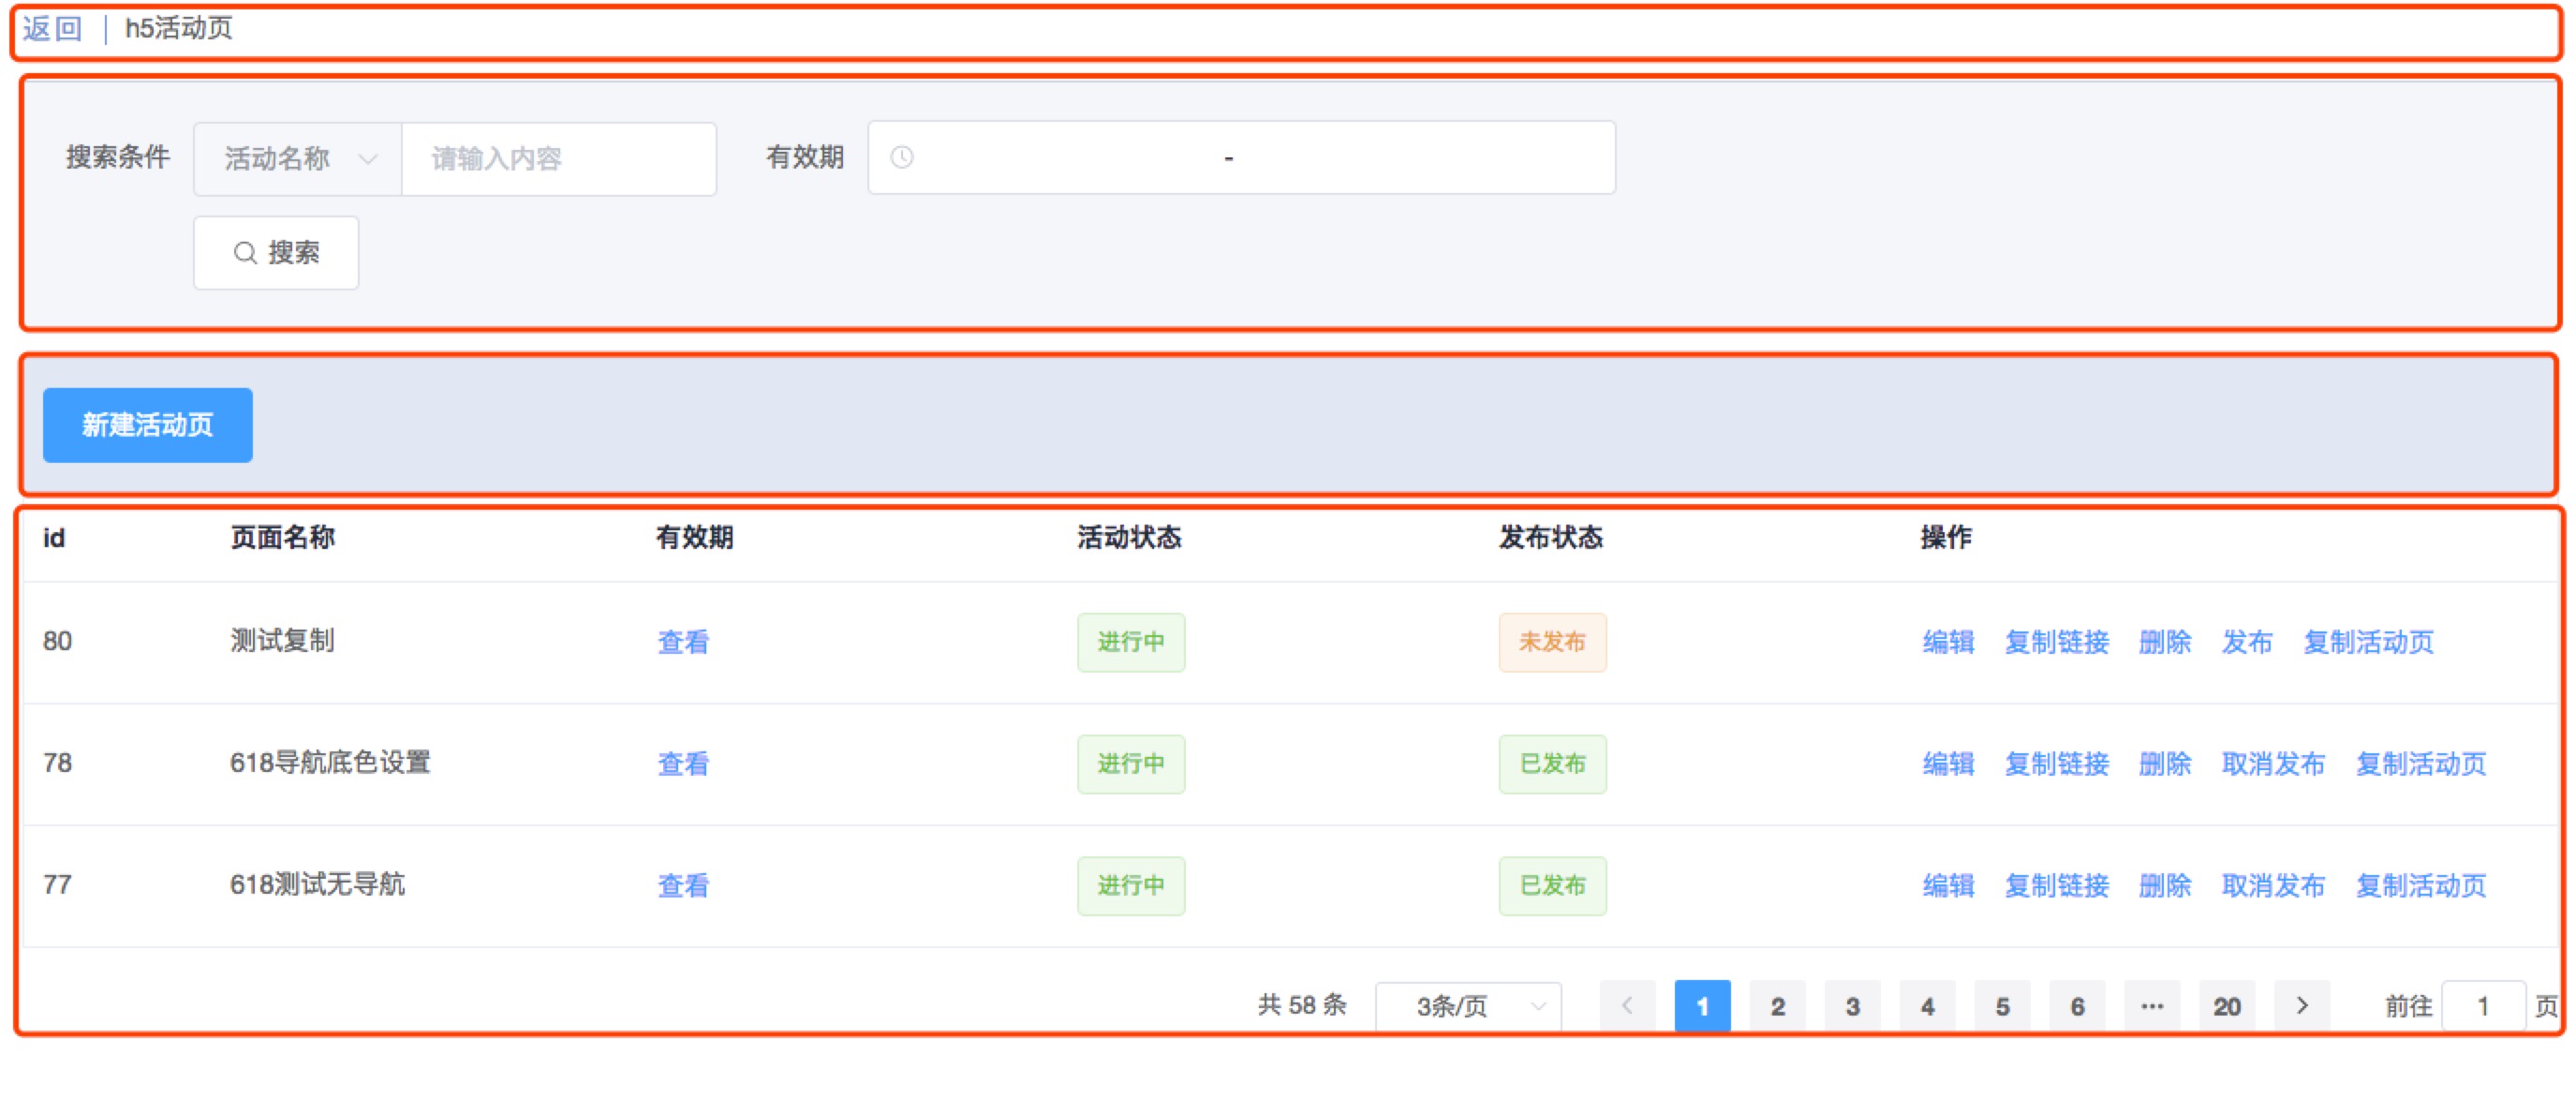 返回 | h5活动页
搜索条件 活动名称 请输入内容 有效期 -
搜索
新建活动页
id 页面名称 有效期 活动状态 发布状态 操作
80 测试复制 查看 进行中 未发布 编辑 复制链接 删除 发布 复制活动页
78 618导航底色设置 查看 进行中 已发布 编辑 复制链接 删除 取消发布 复制活动页
77 618测试无导航 查看 进行中 已发布 编辑 复制链接 删除 取消发布 复制活动页
共 58 条 3条/页 < 1 2 3 4 5 6 ··· 20 > 前往 1 页